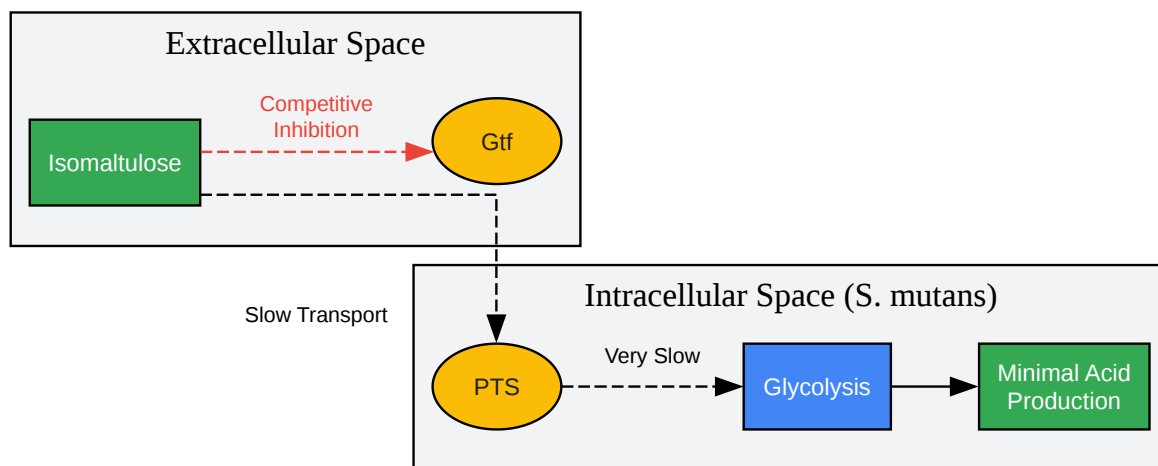 Extracellular Space
Competitive
Inhibition
Isomaltulose
Gtf
Slow Transport
Intracellular Space (S. mutans)
PTS
Very Slow
Glycolysis
Minimal Acid
Production